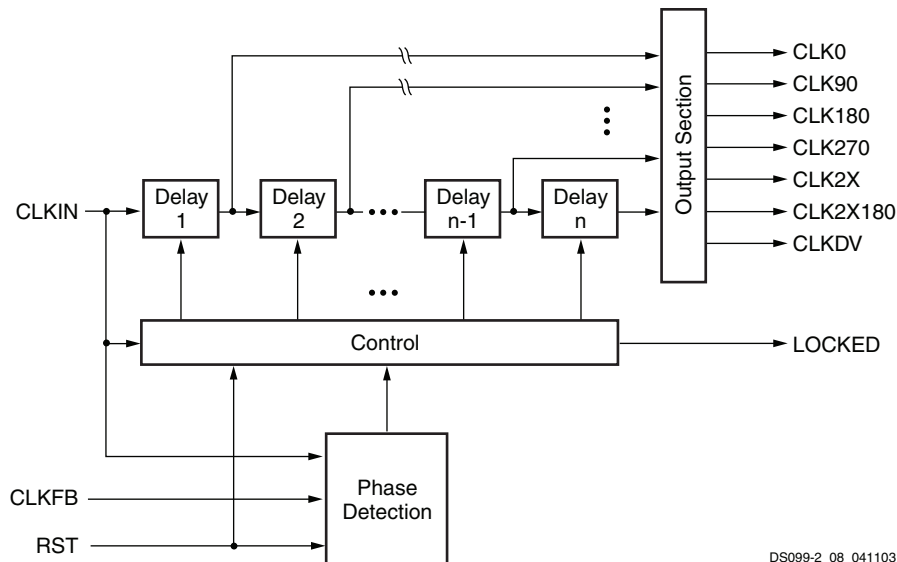 CLK0
CLK90
CLK180
CLK270
CLK2X
CLK2X180
CLKDV
Output Section
CLKIN
Delay
1
Delay
2
Delay
n-1
Delay
n
Control
LOCKED
CLKFB
RST
Phase
Detection
DS099-2_08_041103